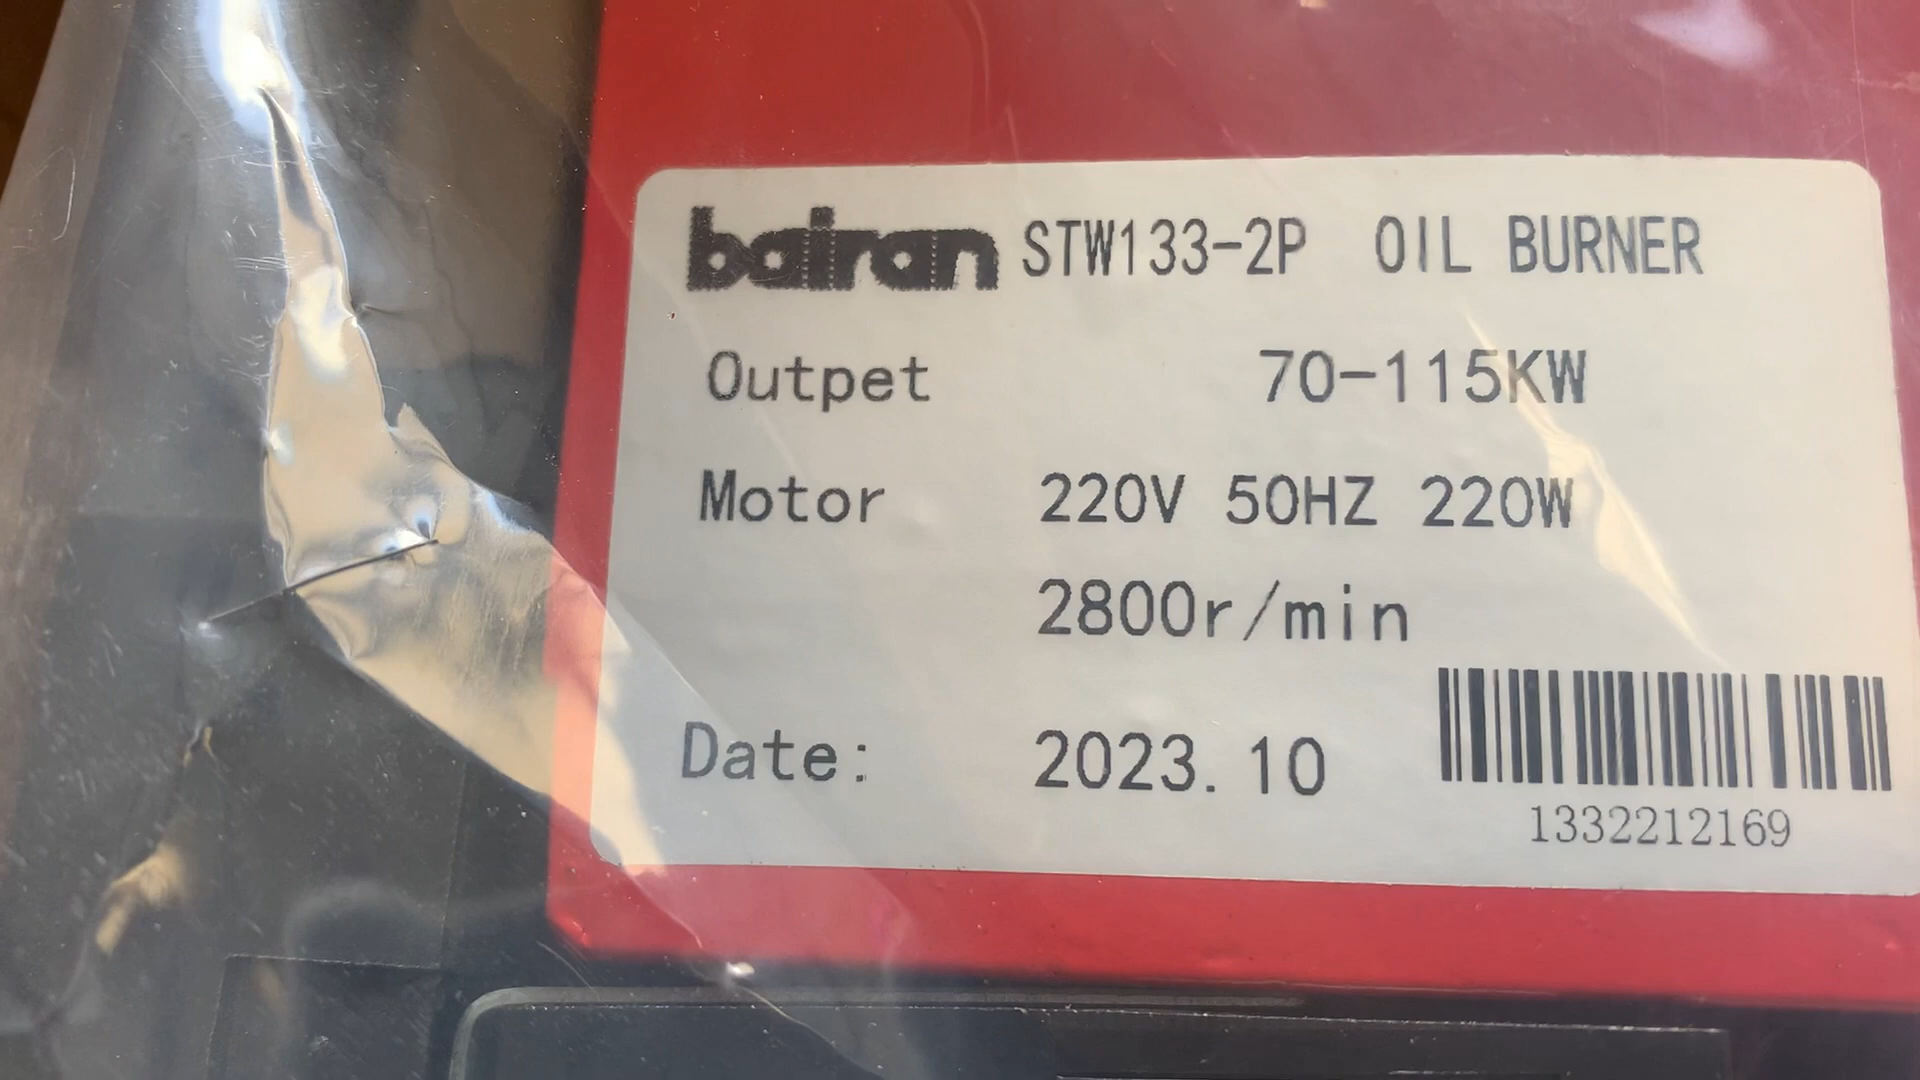 bairan STW133-2P OIL BURNER
Outpet 70-115KW
Motor 220V 50HZ 220W
2800r/min
Date: 2023.10
1332212169